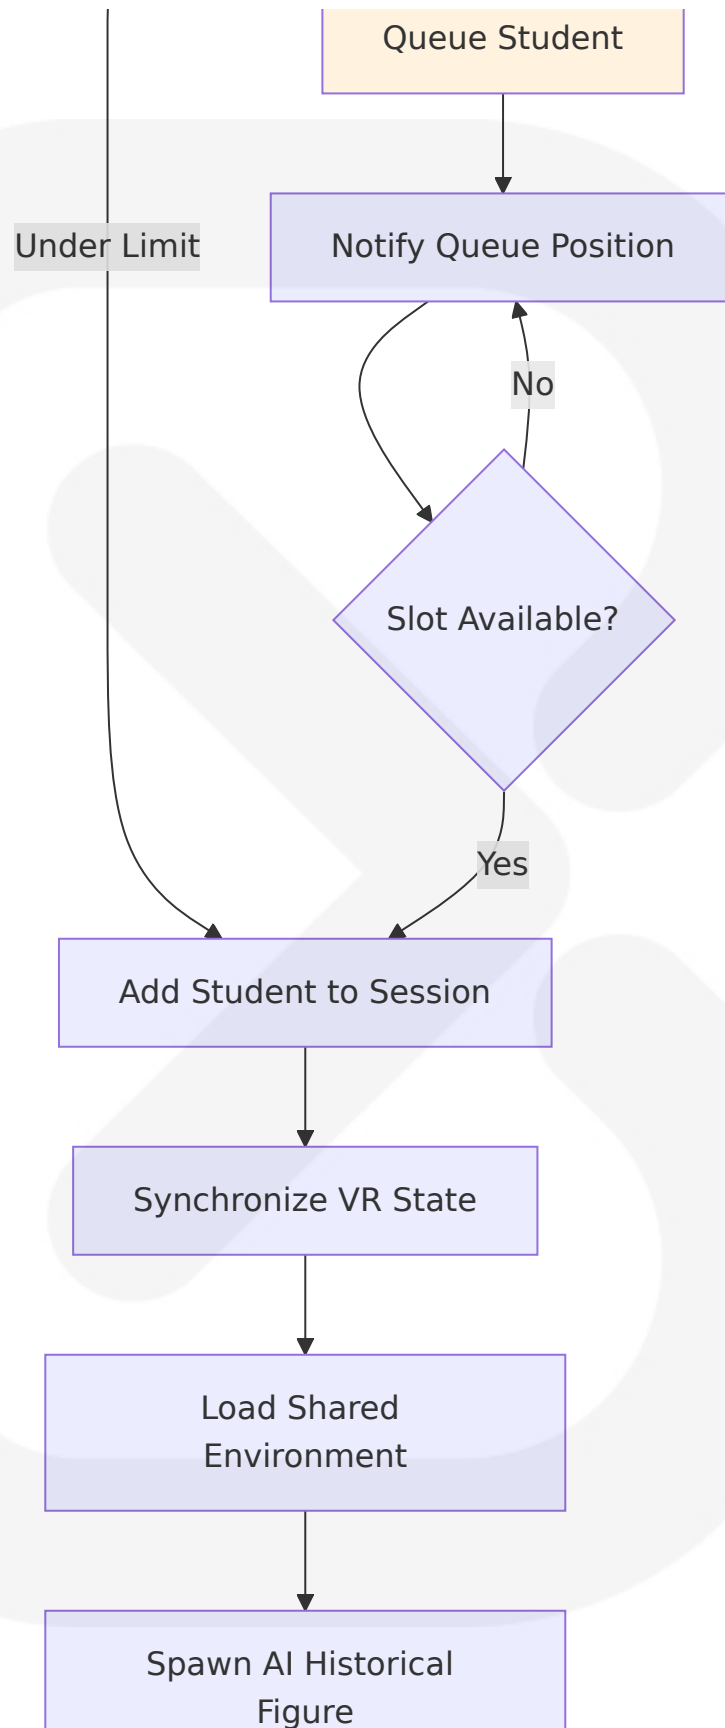 Queue Student
Under Limit
Notify Queue Position
No
Slot Available?
Yes
Add Student to Session
Synchronize VR State
Load Shared
Environment
Spawn AI Historical
Figure